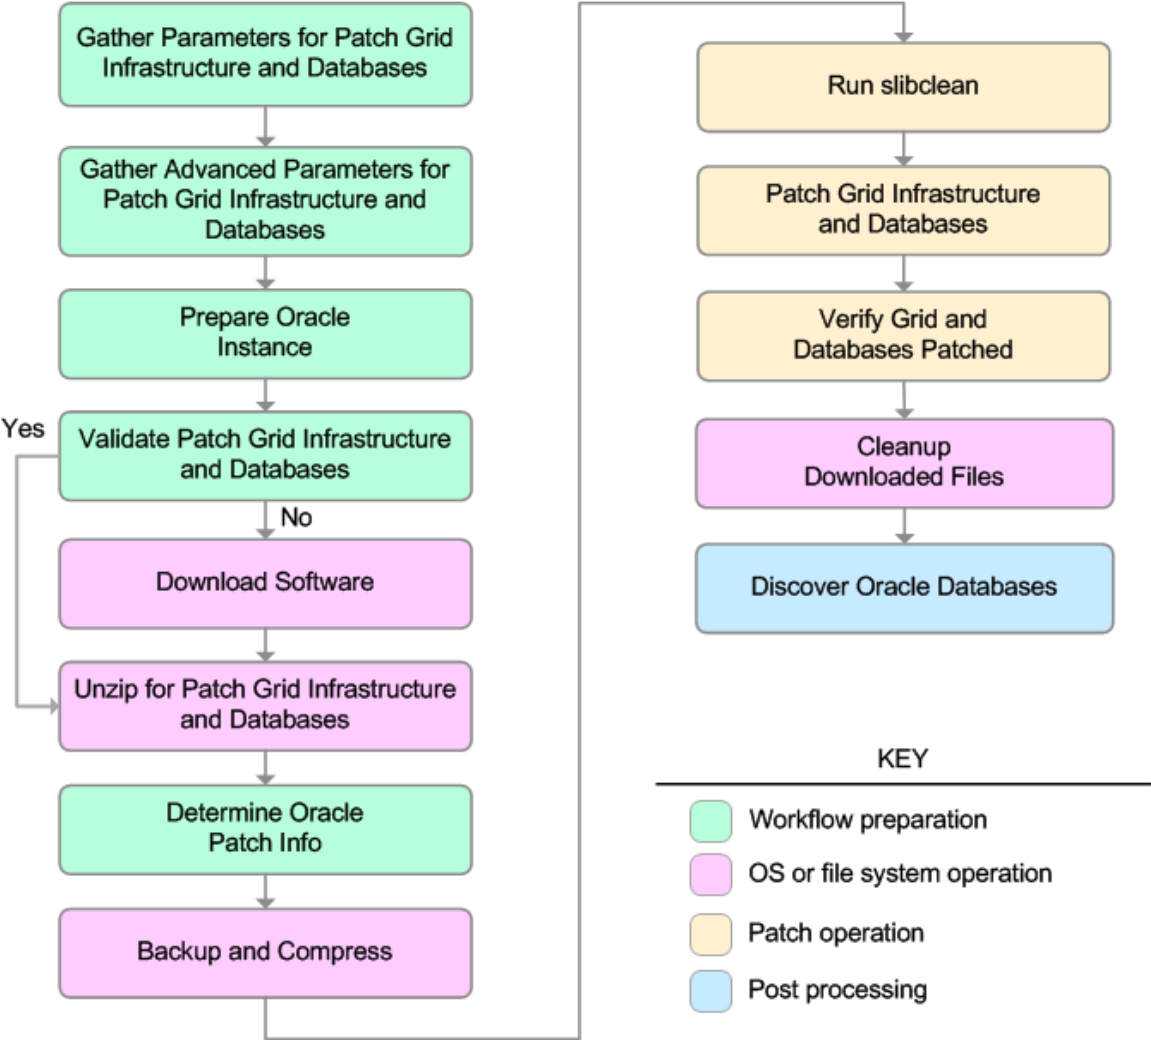 Gather Parameters for Patch Grid
Infrastructure and Databases
Gather Advanced Parameters for
Patch Grid Infrastructure and
Databases
Prepare Oracle
Instance
Yes
Validate Patch Grid Infrastructure
and Databases
No
Download Software
Unzip for Patch Grid Infrastructure
and Databases
Determine Oracle
Patch Info
Backup and Compress
Run slibclean
Patch Grid Infrastructure
and Databases
Verify Grid and
Databases Patched
Cleanup
Downloaded Files
Discover Oracle Databases
KEY
Workflow preparation
OS or file system operation
Patch operation
Post processing